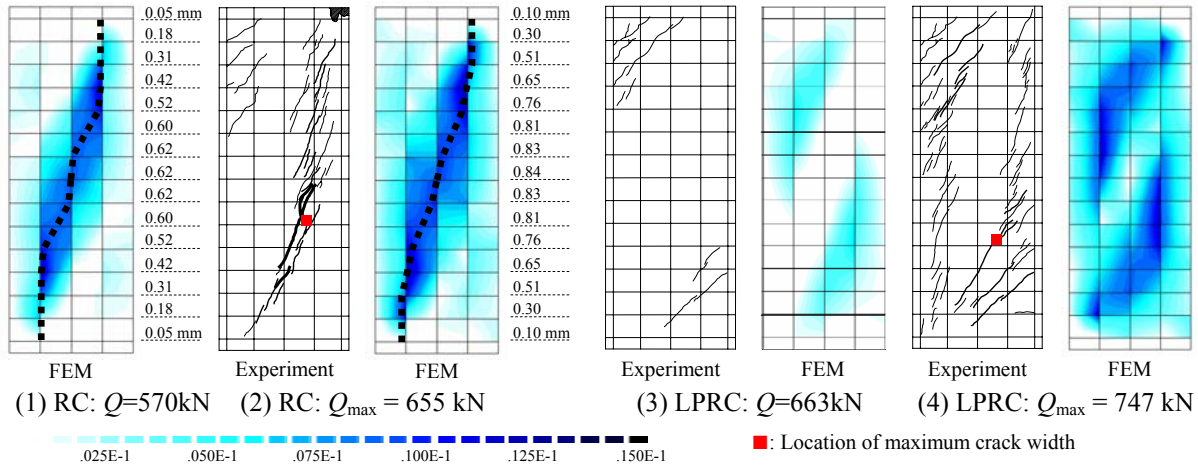 0.05 mm
0.18
0.31
0.42
0.52
0.60
0.62
0.62
0.60
0.52
0.42
0.31
0.18
0.05 mm
0.10 mm
0.30
0.51
0.65
0.76
0.81
0.83
0.84
0.83
0.81
0.76
0.65
0.51
0.30
0.10 mm
FEM
Experiment
Experiment
FEM
(1) RC: Q=570kN
(2) RC: Qmax = 655 kN
(3) LPRC: Q=663kN
(4) LPRC: Qmax = 747 kN
.025E-1 .050E-1 .075E-1 .100E-1 .125E-1 .150E-1
: Location of maximum crack width